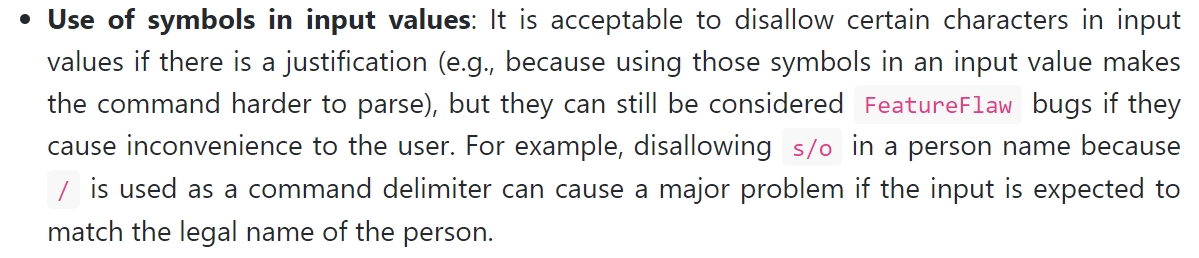 • Use of symbols in input values: It is acceptable to disallow certain characters in input
values if there is a justification (e.g., because using those symbols in an input value makes
the command harder to parse), but they can still be considered FeatureFlaw bugs if they
cause inconvenience to the user. For example, disallowing s/o in a person name because
/ is used as a command delimiter can cause a major problem if the input is expected to
match the legal name of the person.